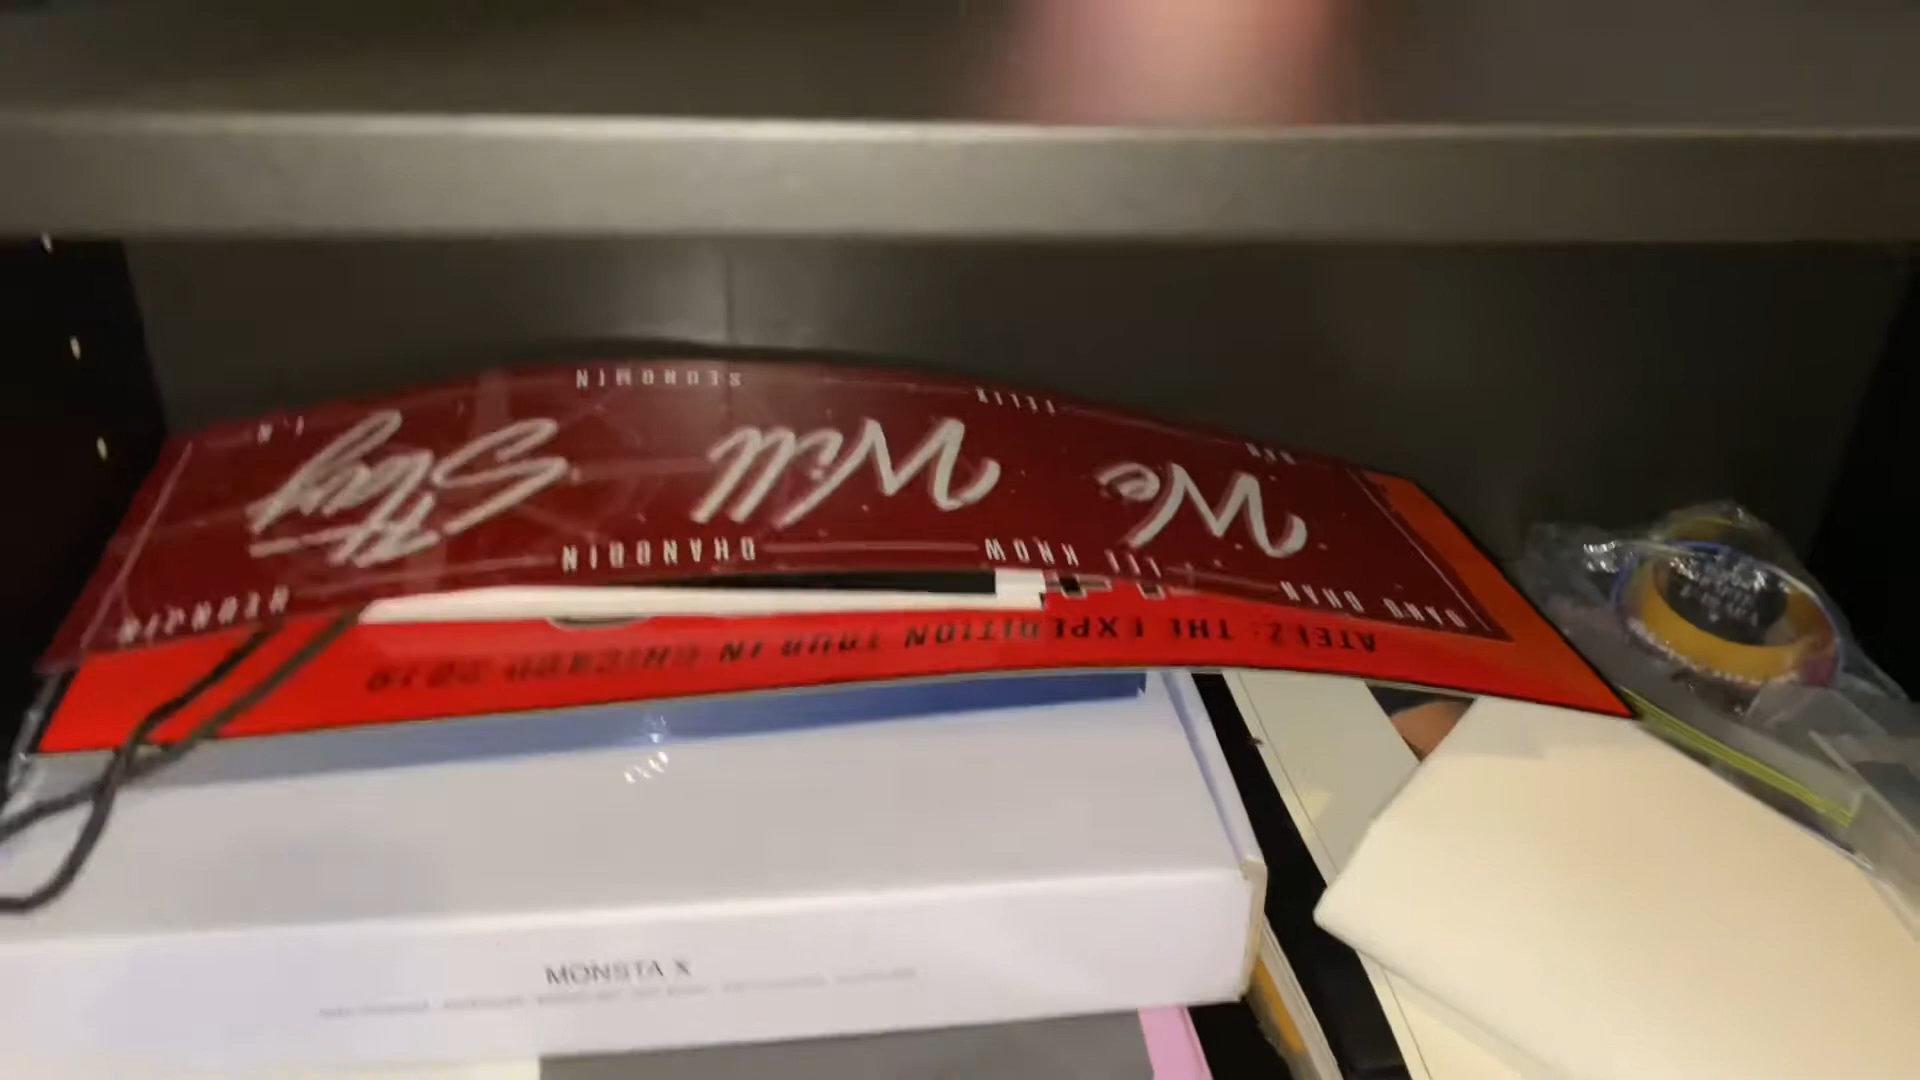 BANG CHAN LEE KNOW CHANGBIN HYUNJIN
We Will Stay
HAN FELIX SEUNGMIN I.N
ATEEZ: THE EXPEDITION TOUR IN CHICAGO 2019
MONSTA X